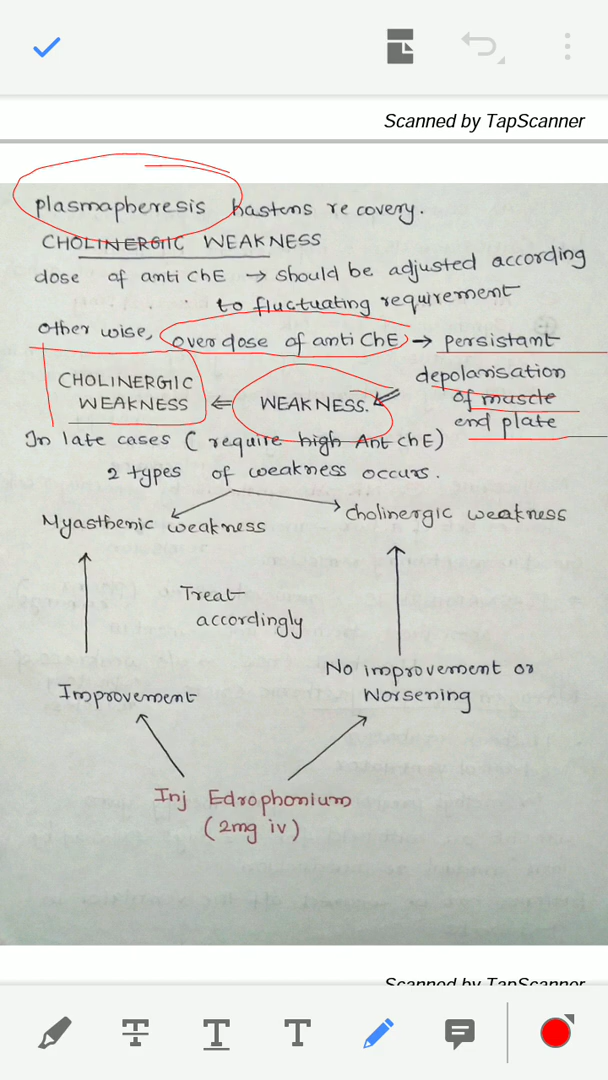 Scanned by TapScanner
plasmapheresis hastens recovery.
CHOLINERGIC WEAKNESS
dose of anti ChE → should be adjusted according
to fluctuating requirement
other wise, over dose of anti ChE → persistant
depolarisation
of muscle
end plate
CHOLINERGIC WEAKNESS ⇐ WEAKNESS. ⇐
In late cases ( require high Ant chE)
2 types of weakness occurs.
Myasthenic weakness
cholinergic weakness
Treat
accordingly
Improvement
No improvement or
Worsening
Inj Edrophonium
(2mg iv)
Scanned by TapScanner
T T T